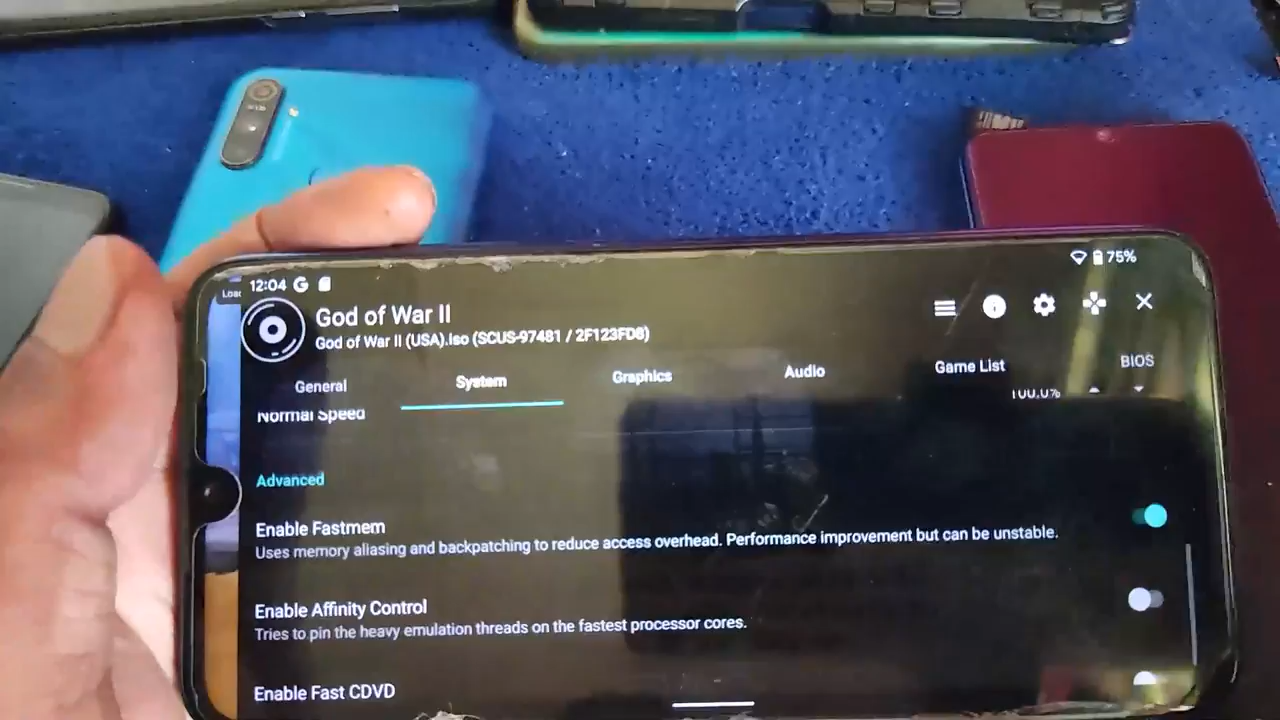 Load
12:04 G 75%
God of War II
God of War II (USA).iso (SCUS-97481 / 2F123FD8)
General System Graphics Audio Game List BIOS
Normal Speed 100.0%
Advanced
Enable Fastmem
Uses memory aliasing and backpatching to reduce access overhead. Performance improvement but can be unstable.
Enable Affinity Control
Tries to pin the heavy emulation threads on the fastest processor cores.
Enable Fast CDVD